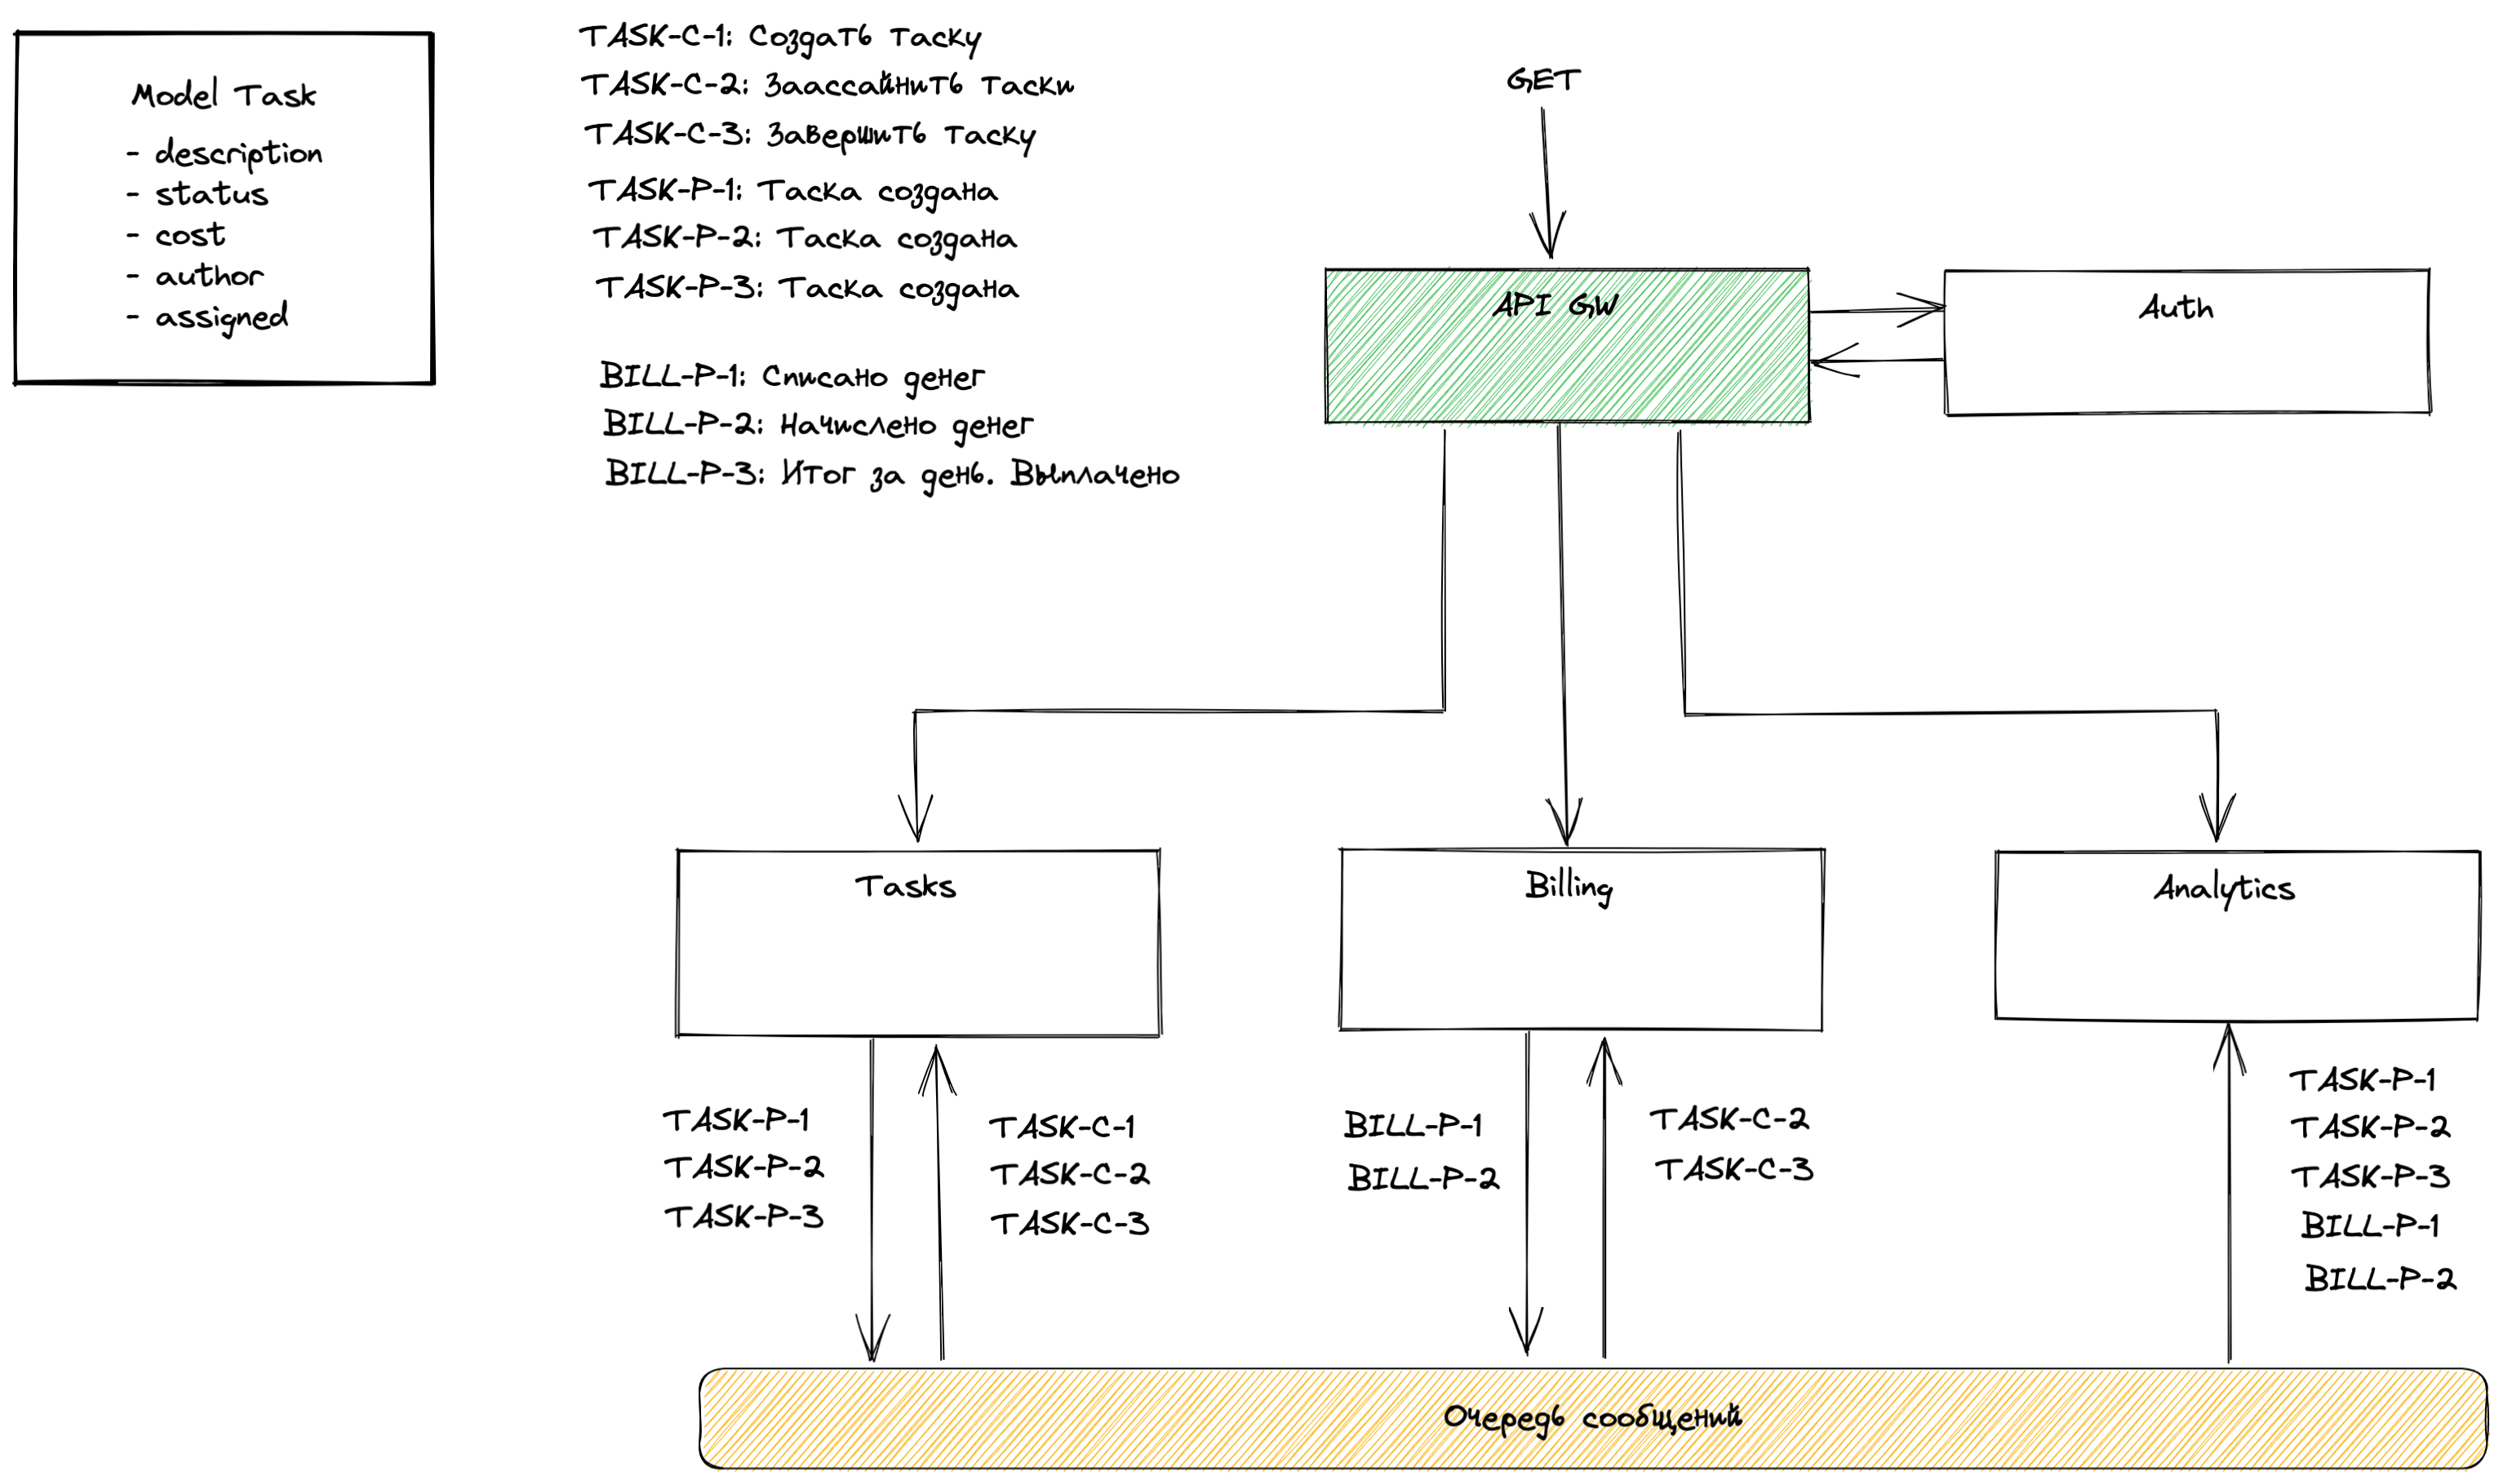 Model Task
- description
- status
- cost
- author
- assigned
TASK-C-1: Создать таску
TASK-C-2: Заассайнить таски
TASK-C-3: Завершить таску
TASK-P-1: Таска создана
TASK-P-2: Таска создана
TASK-P-3: Таска создана
BILL-P-1: Списано денег
BILL-P-2: Начислено денег
BILL-P-3: Итог за день. Выплачено
GET
API GW
Auth
Tasks
Billing
Analytics
TASK-P-1
TASK-P-2
TASK-P-3
TASK-C-1
TASK-C-2
TASK-C-3
BILL-P-1
BILL-P-2
TASK-C-2
TASK-C-3
TASK-P-1
TASK-P-2
TASK-P-3
BILL-P-1
BILL-P-2
Очередь сообщений